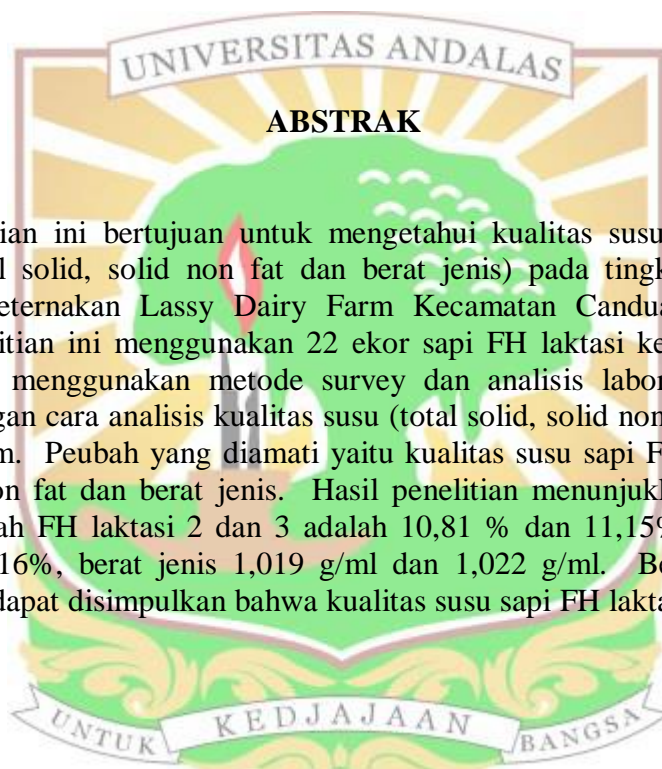 UNIVERSITAS ANDALAS
ABSTRAK
ian ini bertujuan untuk mengetahui kualitas susu
l solid, solid non fat dan berat jenis) pada tingk
eternakan Lassy Dairy Farm Kecamatan Candua
itian ini menggunakan 22 ekor sapi FH laktasi ke
menggunakan metode survey dan analisis labor
gan cara analisis kualitas susu (total solid, solid non
m. Peubah yang diamati yaitu kualitas susu sapi F
on fat dan berat jenis. Hasil penelitian menunjukk
ah FH laktasi 2 dan 3 adalah 10,81 % dan 11,15%
16%, berat jenis 1,019 g/ml dan 1,022 g/ml. Be
dapat disimpulkan bahwa kualitas susu sapi FH lakta
UNTUK KEDJAJAAN BANGSA